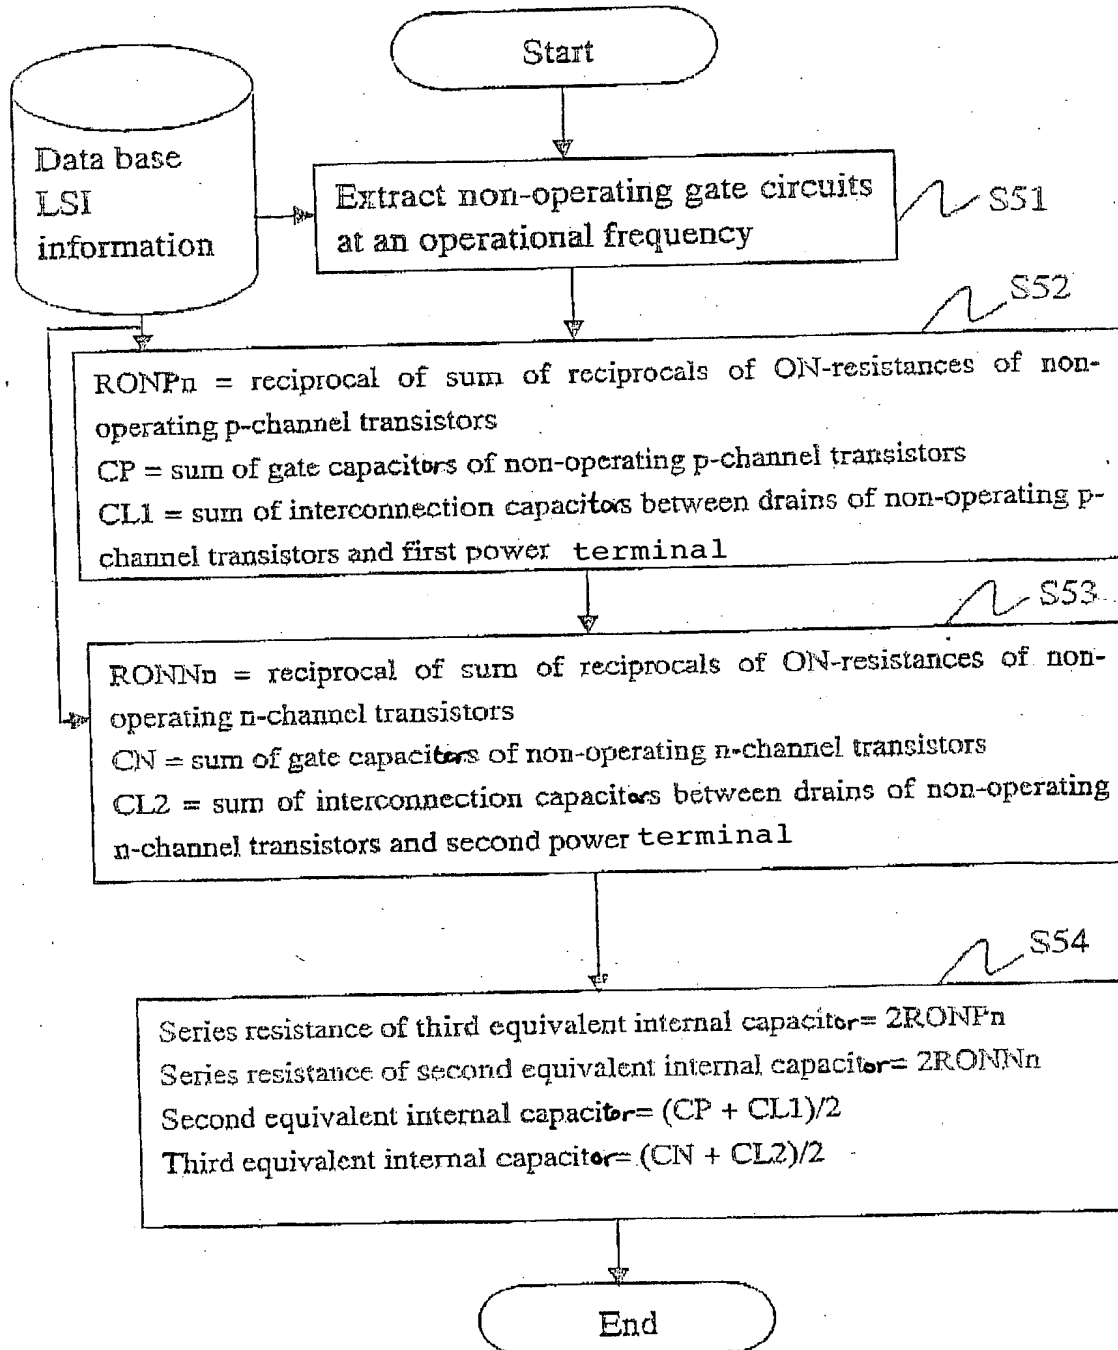 Start
Data base
LSI
information
Extract non-operating gate circuits
at an operational frequency
S51
S52
RONPn = reciprocal of sum of reciprocals of ON-resistances of non-
operating p-channel transistors
CP = sum of gate capacitors of non-operating p-channel transistors
CL1 = sum of interconnection capacitors between drains of non-operating p-
channel transistors and first power terminal
S53
RONNn = reciprocal of sum of reciprocals of ON-resistances of non-
operating n-channel transistors
CN = sum of gate capacitors of non-operating n-channel transistors
CL2 = sum of interconnection capacitors between drains of non-operating
n-channel transistors and second power terminal
S54
Series resistance of third equivalent internal capacitor= 2RONPn
Series resistance of second equivalent internal capacitor= 2RONNn
Second equivalent internal capacitor= (CP + CL1)/2
Third equivalent internal capacitor= (CN + CL2)/2
End